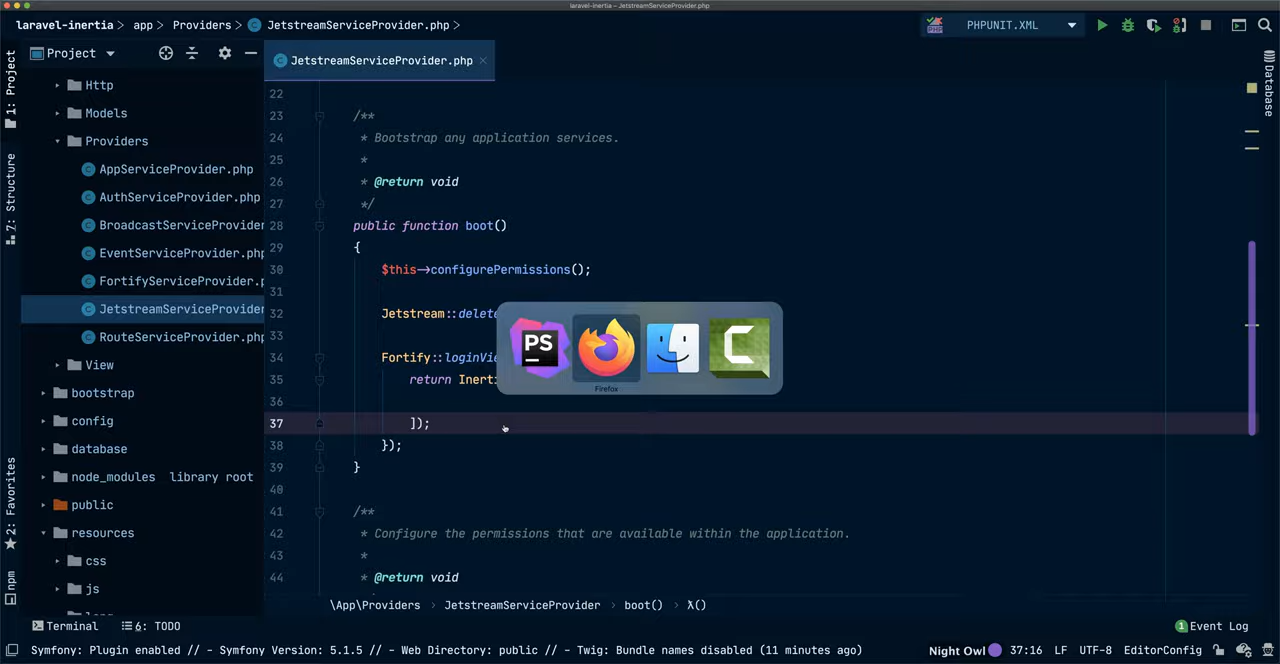 laravel-inertia – JetstreamServiceProvider.php
laravel-inertia > app > Providers > JetstreamServiceProvider.php >
PHPUNIT.XML
Project
JetstreamServiceProvider.php
1: Project
7: Structure
2: Favorites
npm
Database
Http
Models
Providers
AppServiceProvider.php
AuthServiceProvider.php
BroadcastServiceProvider
EventServiceProvider.php
FortifyServiceProvider.p
JetstreamServiceProvider
RouteServiceProvider.php
View
bootstrap
config
database
node_modules library root
public
resources
css
js
22
23 /**
24 * Bootstrap any application services.
25 *
26 * @return void
27 */
28 public function boot()
29 {
30 $this→configurePermissions();
31
32 Jetstream::delete
33
34 Fortify::loginVie
35 return Inerti
36
37 ]);
38 });
39 }
40
41 /**
42 * Configure the permissions that are available within the application.
43 *
44 * @return void
PS
C
Firefox
\App\Providers > JetstreamServiceProvider > boot() > λ()
Terminal
6: TODO
1 Event Log
Symfony: Plugin enabled // - Symfony Version: 5.1.5 // - Web Directory: public // - Twig: Bundle names disabled (11 minutes ago)
Night Owl 37:16 LF UTF-8 EditorConfig